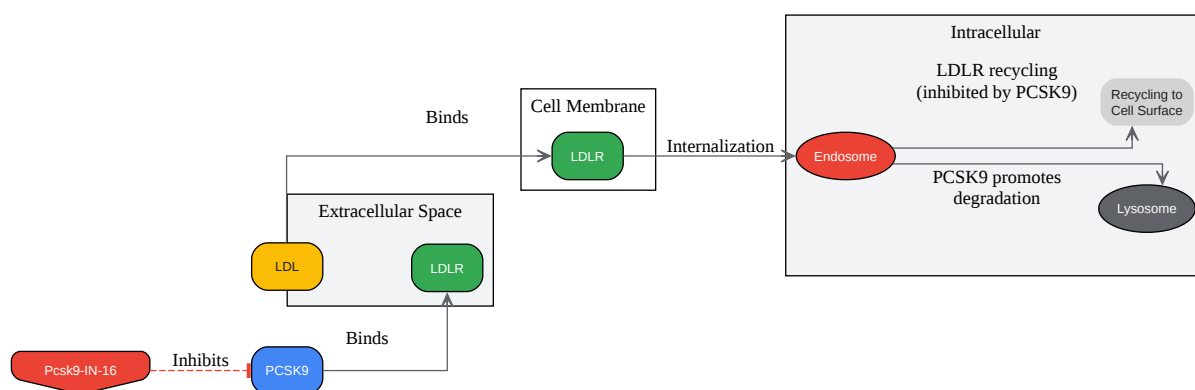 Intracellular
LDLR recycling
(inhibited by PCSK9)
Recycling to
Cell Surface
Cell Membrane
Binds
LDLR
Internalization
Endosome
PCSK9 promotes
degradation
Lysosome
Extracellular Space
LDL
LDLR
Binds
Pcsk9-IN-16
Inhibits
PCSK9